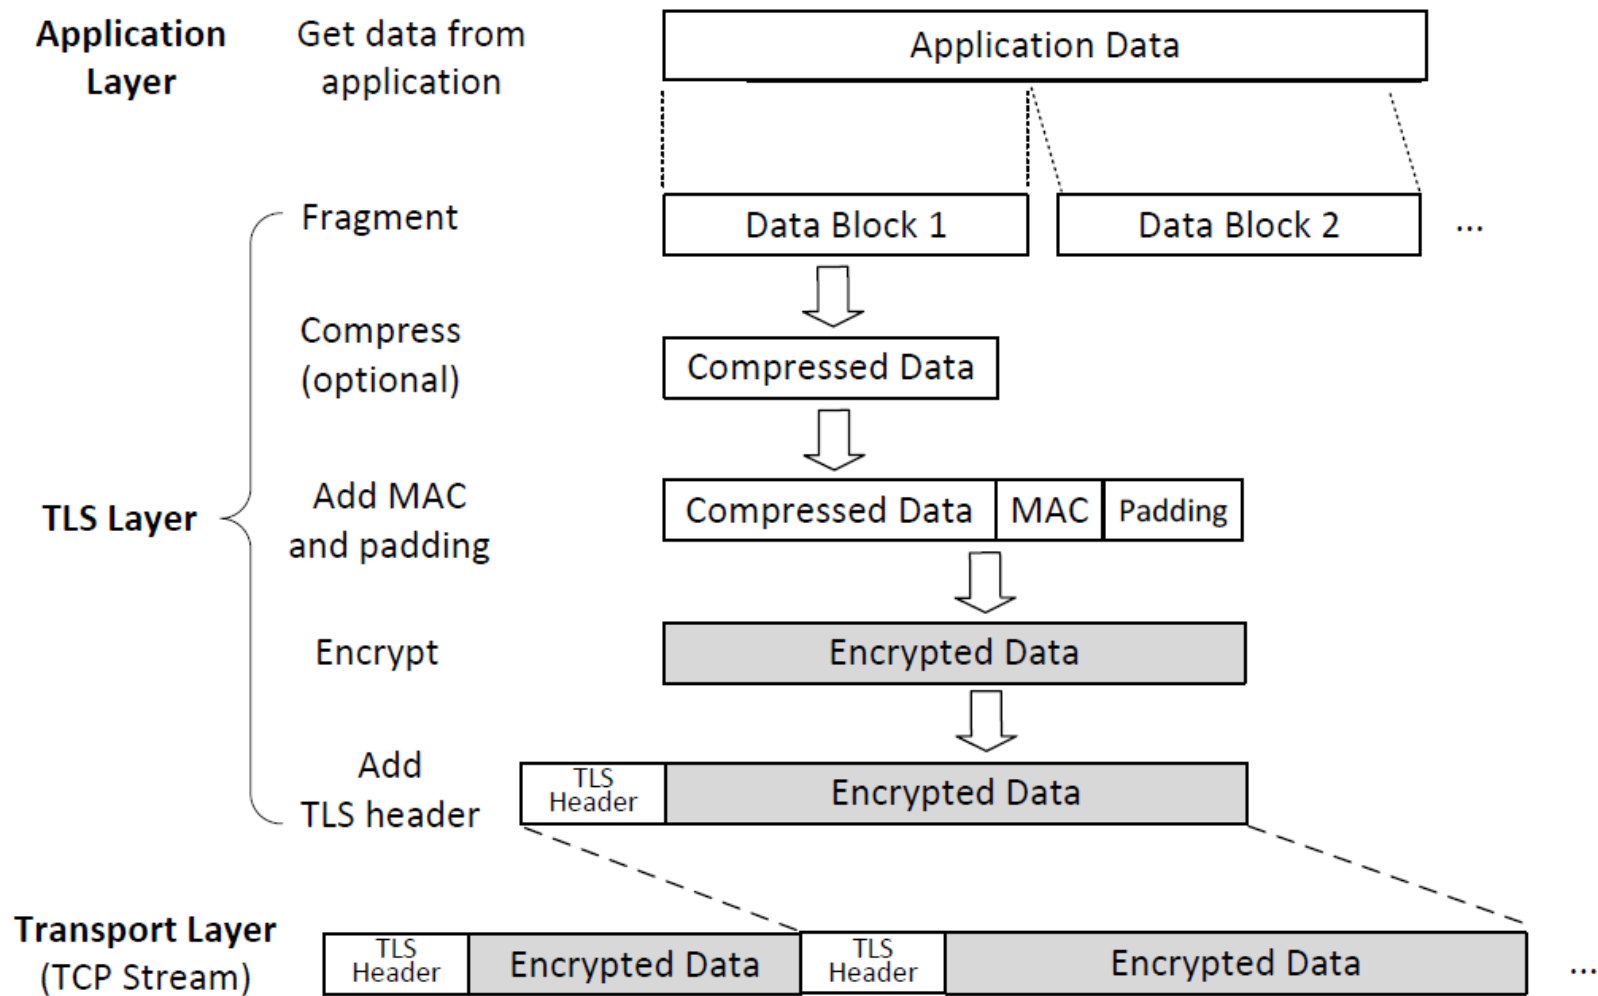 Application
Layer
Get data from
application
Application Data
Fragment
Data Block 1
Data Block 2
...
Compress
(optional)
Compressed Data
TLS Layer
Add MAC
and padding
Compressed Data
MAC
Padding
Encrypt
Encrypted Data
Add
TLS header
TLS
Header
Encrypted Data
Transport Layer
(TCP Stream)
TLS
Header
Encrypted Data
TLS
Header
Encrypted Data
...